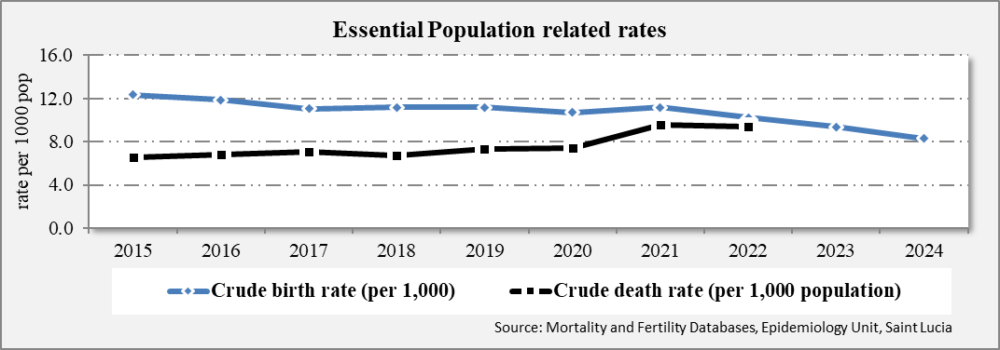 Essential Population related rates
16.0
12.0
8.0
4.0
0.0
rate per 1000 pop
2015 2016 2017 2018 2019 2020 2021 2022 2023 2024
Crude birth rate (per 1,000) Crude death rate (per 1,000 population)
Source: Mortality and Fertility Databases, Epidemiology Unit, Saint Lucia